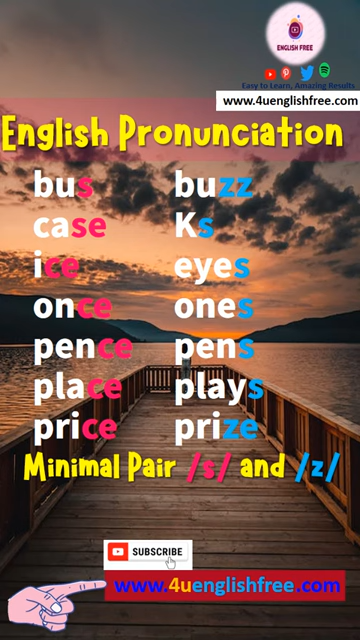 ENGLISH FREE
Easy to Learn, Amazing Results
www.4uenglishfree.com
English Pronunciation
bus buzz
case Ks
ice eyes
once ones
pence pens
place plays
price prize
Minimal Pair /s/ and /z/
SUBSCRIBE
www.4uenglishfree.com